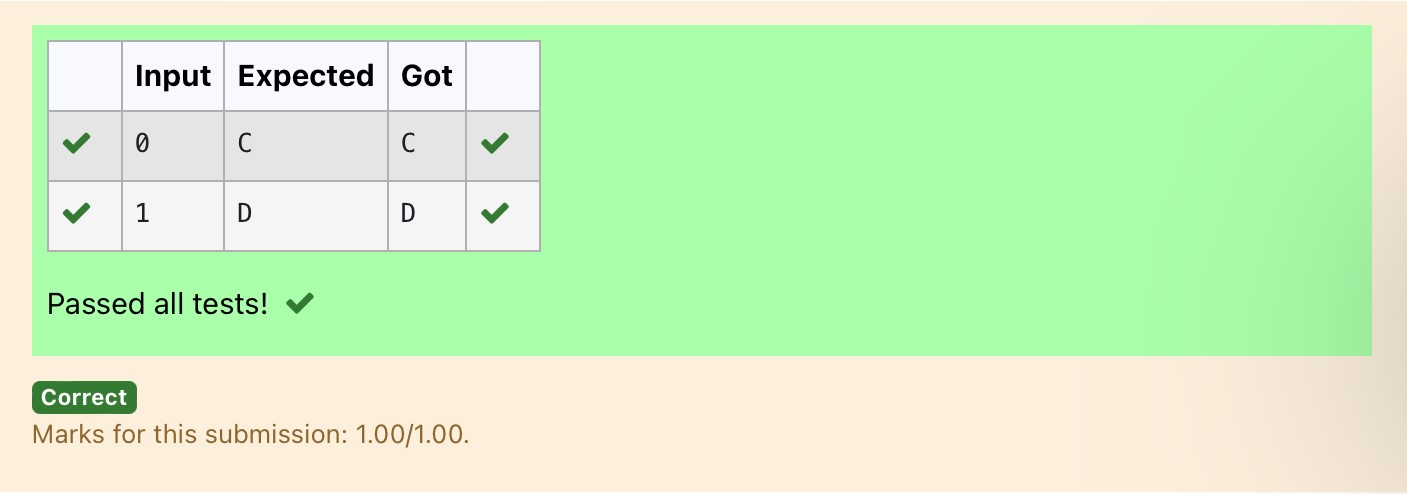 Input Expected Got
0 C C
1 D D
Passed all tests!
Correct
Marks for this submission: 1.00/1.00.